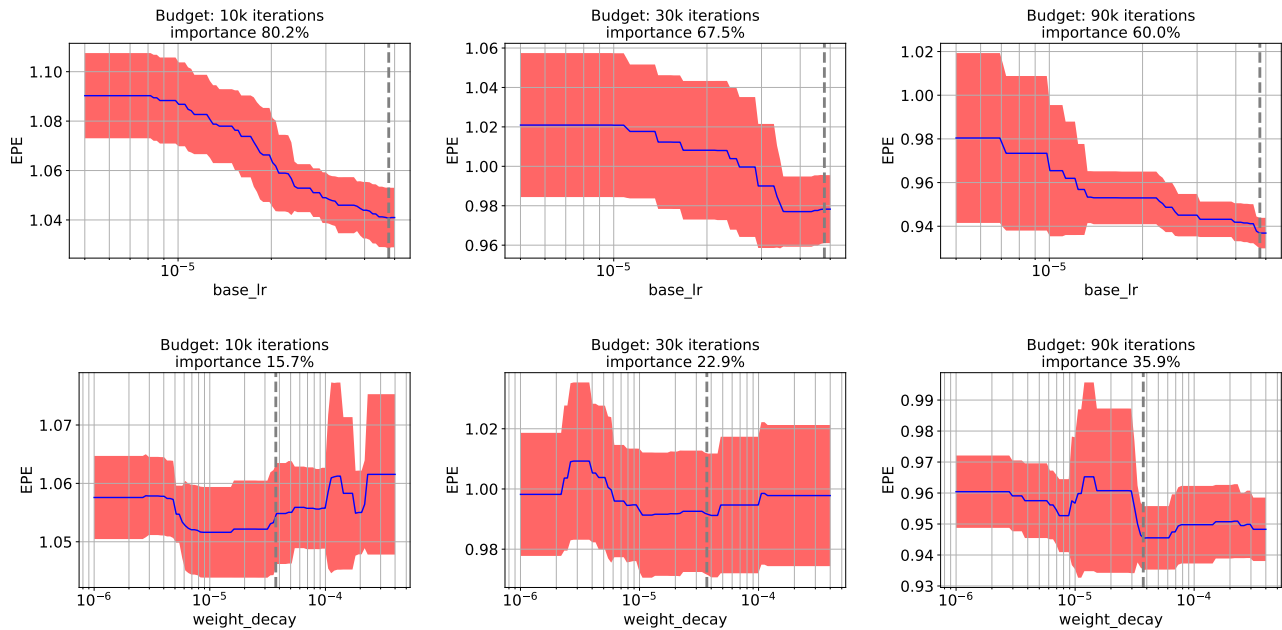 Budget: 10k iterations
importance 80.2%
EPE
1.10
1.08
1.06
1.04
10⁻⁵
base_lr
Budget: 30k iterations
importance 67.5%
EPE
1.06
1.04
1.02
1.00
0.98
0.96
10⁻⁵
base_lr
Budget: 90k iterations
importance 60.0%
EPE
1.02
1.00
0.98
0.96
0.94
10⁻⁵
base_lr
Budget: 10k iterations
importance 15.7%
EPE
1.07
1.06
1.05
10⁻⁶ 10⁻⁵ 10⁻⁴
weight_decay
Budget: 30k iterations
importance 22.9%
EPE
1.02
1.00
0.98
10⁻⁶ 10⁻⁵ 10⁻⁴
weight_decay
Budget: 90k iterations
importance 35.9%
EPE
0.99
0.98
0.97
0.96
0.95
0.94
0.93
10⁻⁶ 10⁻⁵ 10⁻⁴
weight_decay